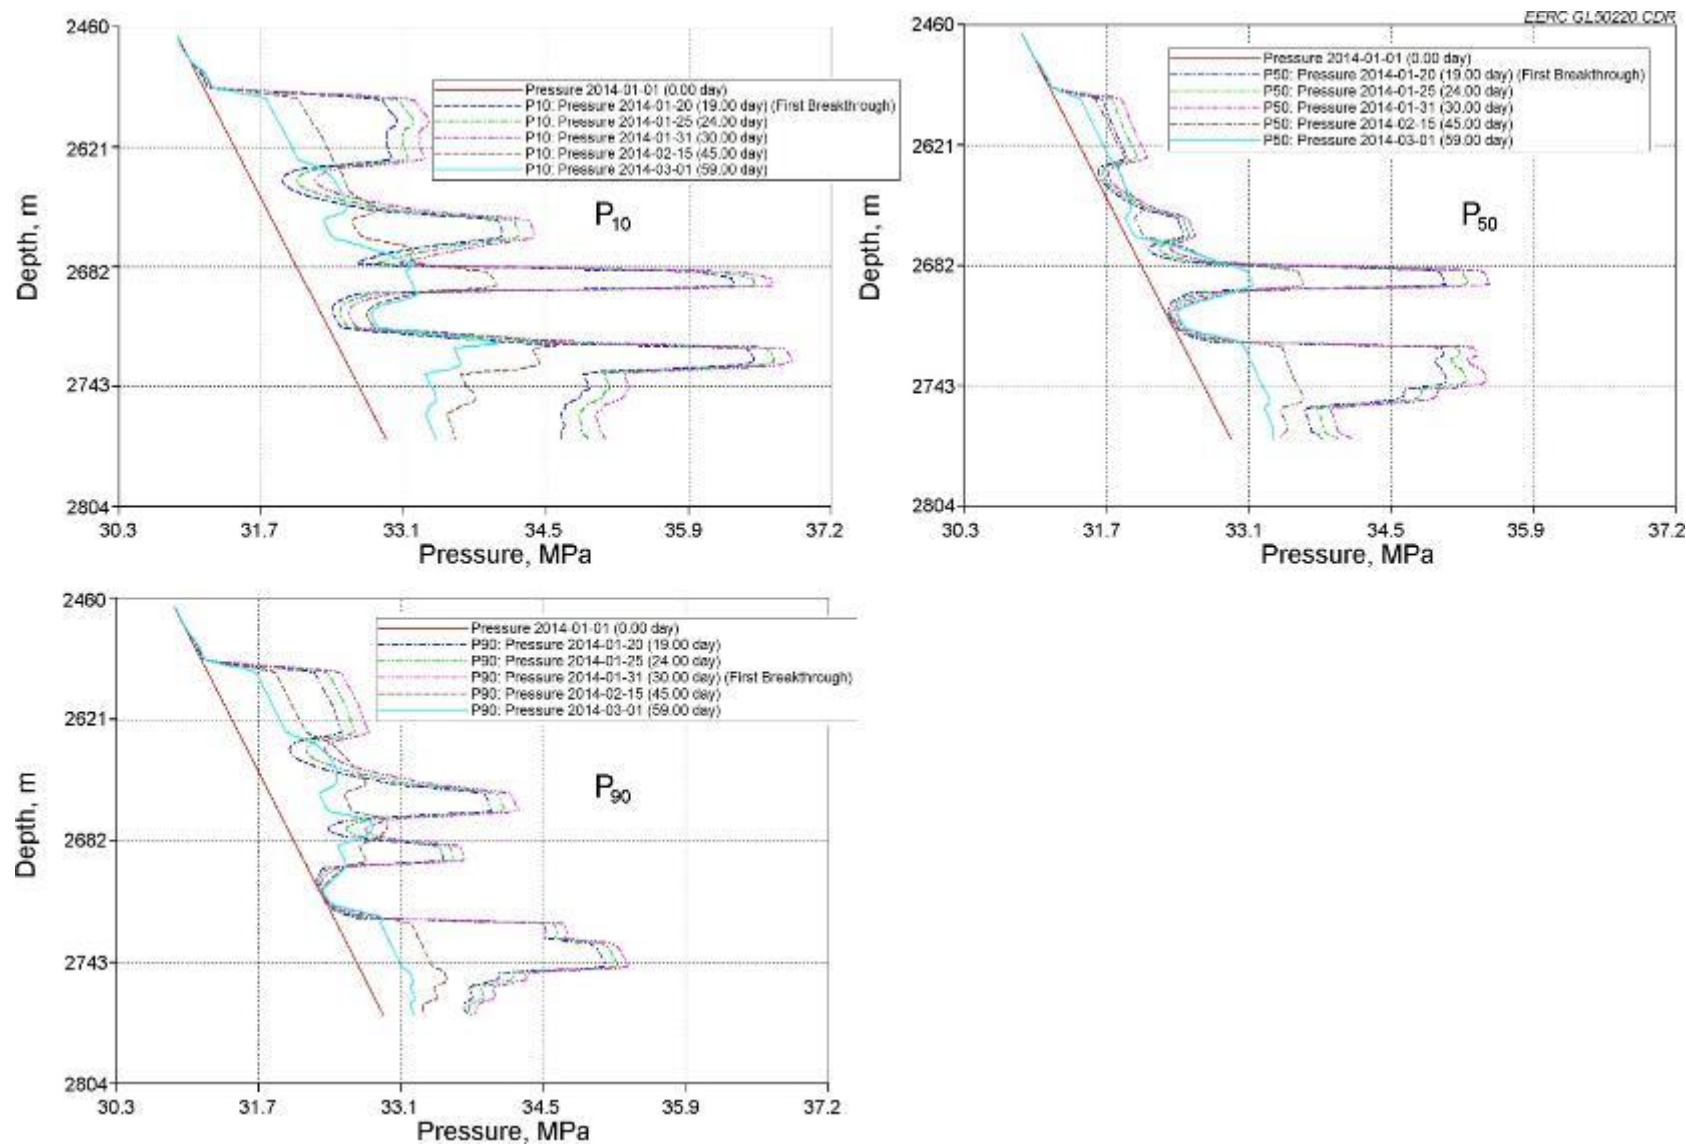 EERC GL50220.CDR
2460
2621
2682
2743
2804
Depth, m
Pressure 2014-01-01 (0.00 day)
P10: Pressure 2014-01-20 (19.00 day) (First Breakthrough)
P10: Pressure 2014-01-25 (24.00 day)
P10: Pressure 2014-01-31 (30.00 day)
P10: Pressure 2014-02-15 (45.00 day)
P10: Pressure 2014-03-01 (59.00 day)
P10
30.3 31.7 33.1 34.5 35.9 37.2
Pressure, MPa
2460
2621
2682
2743
2804
Depth, m
Pressure 2014-01-01 (0.00 day)
P50: Pressure 2014-01-20 (19.00 day) (First Breakthrough)
P50: Pressure 2014-01-25 (24.00 day)
P50: Pressure 2014-01-31 (30.00 day)
P50: Pressure 2014-02-15 (45.00 day)
P50: Pressure 2014-03-01 (59.00 day)
P50
30.3 31.7 33.1 34.5 35.9 37.2
Pressure, MPa
2460
2621
2682
2743
2804
Depth, m
Pressure 2014-01-01 (0.00 day)
P90: Pressure 2014-01-20 (19.00 day)
P90: Pressure 2014-01-25 (24.00 day)
P90: Pressure 2014-01-31 (30.00 day) (First Breakthrough)
P90: Pressure 2014-02-15 (45.00 day)
P90: Pressure 2014-03-01 (59.00 day)
P90
30.3 31.7 33.1 34.5 35.9 37.2
Pressure, MPa